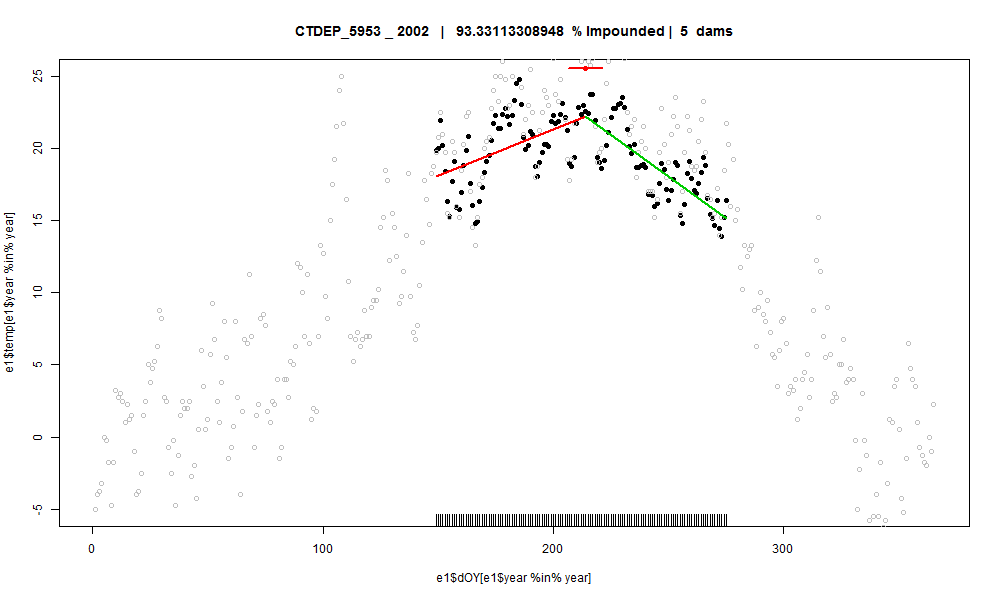 CTDEP_5953 _ 2002 | 93.33113308948 % Impounded | 5 dams
e1$temp[e1$year %in% year]
25
20
15
10
5
0
-5
0 100 200 300
e1$dOY[e1$year %in% year]